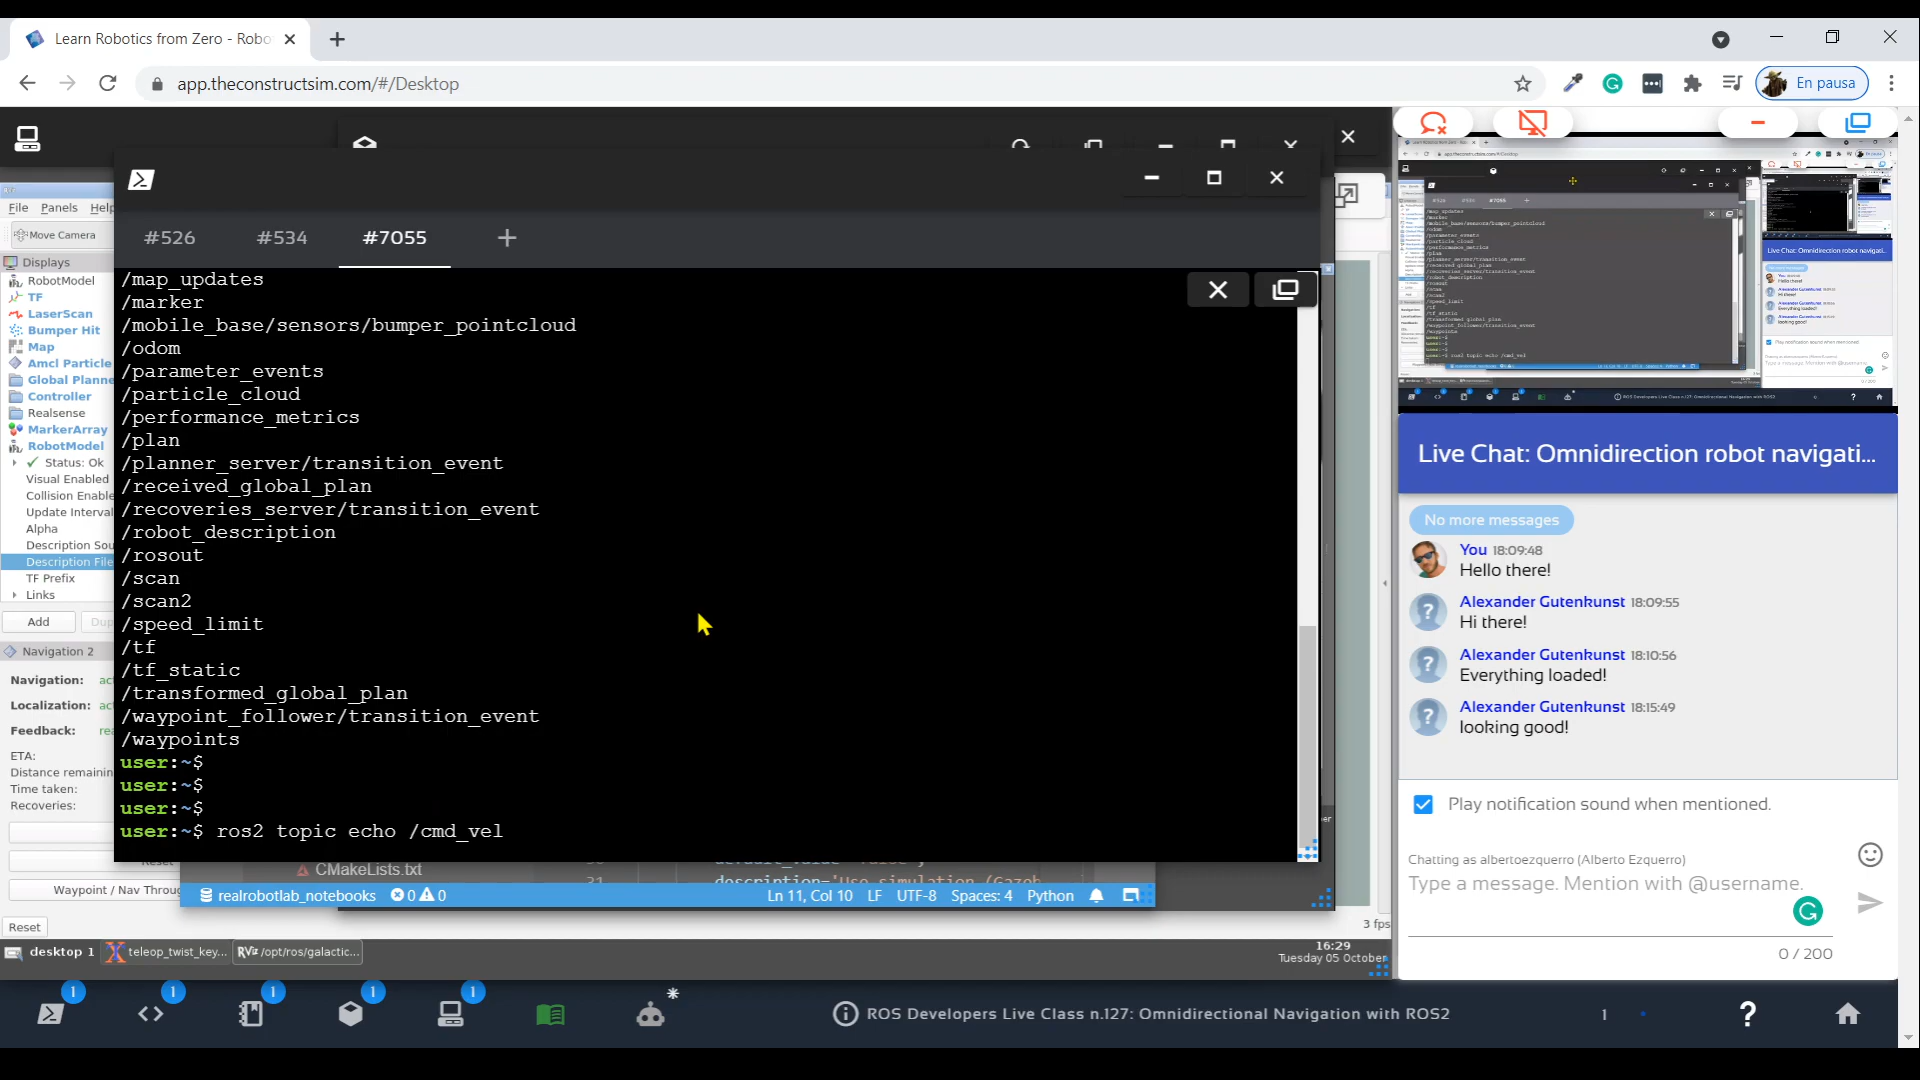 Learn Robotics from Zero - Robo
app.theconstructsim.com/#/Desktop
En pausa
File Panels Help
Move Camera
Displays
RobotModel
TF
LaserScan
Bumper Hit
Map
Amcl Particle
Global Planne
Controller
Realsense
MarkerArray
RobotModel
Status: Ok
Visual Enabled
Collision Enable
Update Interval
Alpha
Description Sou
Description File
TF Prefix
Links
Add Dup
Navigation 2
Navigation:
Localization:
Feedback:
ETA:
Distance remainin
Time taken:
Recoveries:
Waypoint / Nav Throug
Reset
#526 #534 #7055
/map_updates
/marker
/mobile_base/sensors/bumper_pointcloud
/odom
/parameter_events
/particle_cloud
/performance_metrics
/plan
/planner_server/transition_event
/received_global_plan
/recoveries_server/transition_event
/robot_description
/rosout
/scan
/scan2
/speed_limit
/tf
/tf_static
/transformed_global_plan
/waypoint_follower/transition_event
/waypoints
user:~$
user:~$
user:~$
user:~$ ros2 topic echo /cmd_vel
CMakeLists.txt
31
realrobotlab_notebooks 0 0 Ln 11, Col 10 LF UTF-8 Spaces: 4 Python
3 fps
desktop 1 teleop_twist_key... /opt/ros/galactic...
16:29
Tuesday 05 October
Live Chat: Omnidirection robot navigati...
No more messages
You 18:09:48
Hello there!
Alexander Gutenkunst 18:09:55
Hi there!
Alexander Gutenkunst 18:10:56
Everything loaded!
Alexander Gutenkunst 18:15:49
looking good!
Play notification sound when mentioned.
Chatting as albertoezquerro (Alberto Ezquerro)
Type a message. Mention with @username.
0 / 200
1 1 1 1 1
ROS Developers Live Class n.127: Omnidirectional Navigation with ROS2
1